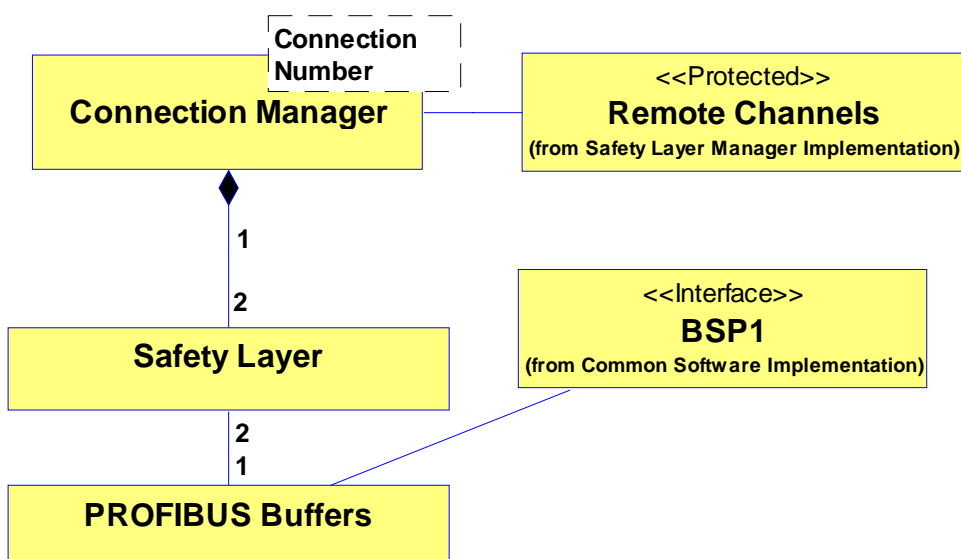 Connection
Number
Connection Manager
<<Protected>>
Remote Channels
(from Safety Layer Manager Implementation)
1
2
Safety Layer
<<Interface>>
BSP1
(from Common Software Implementation)
2
1
PROFIBUS Buffers